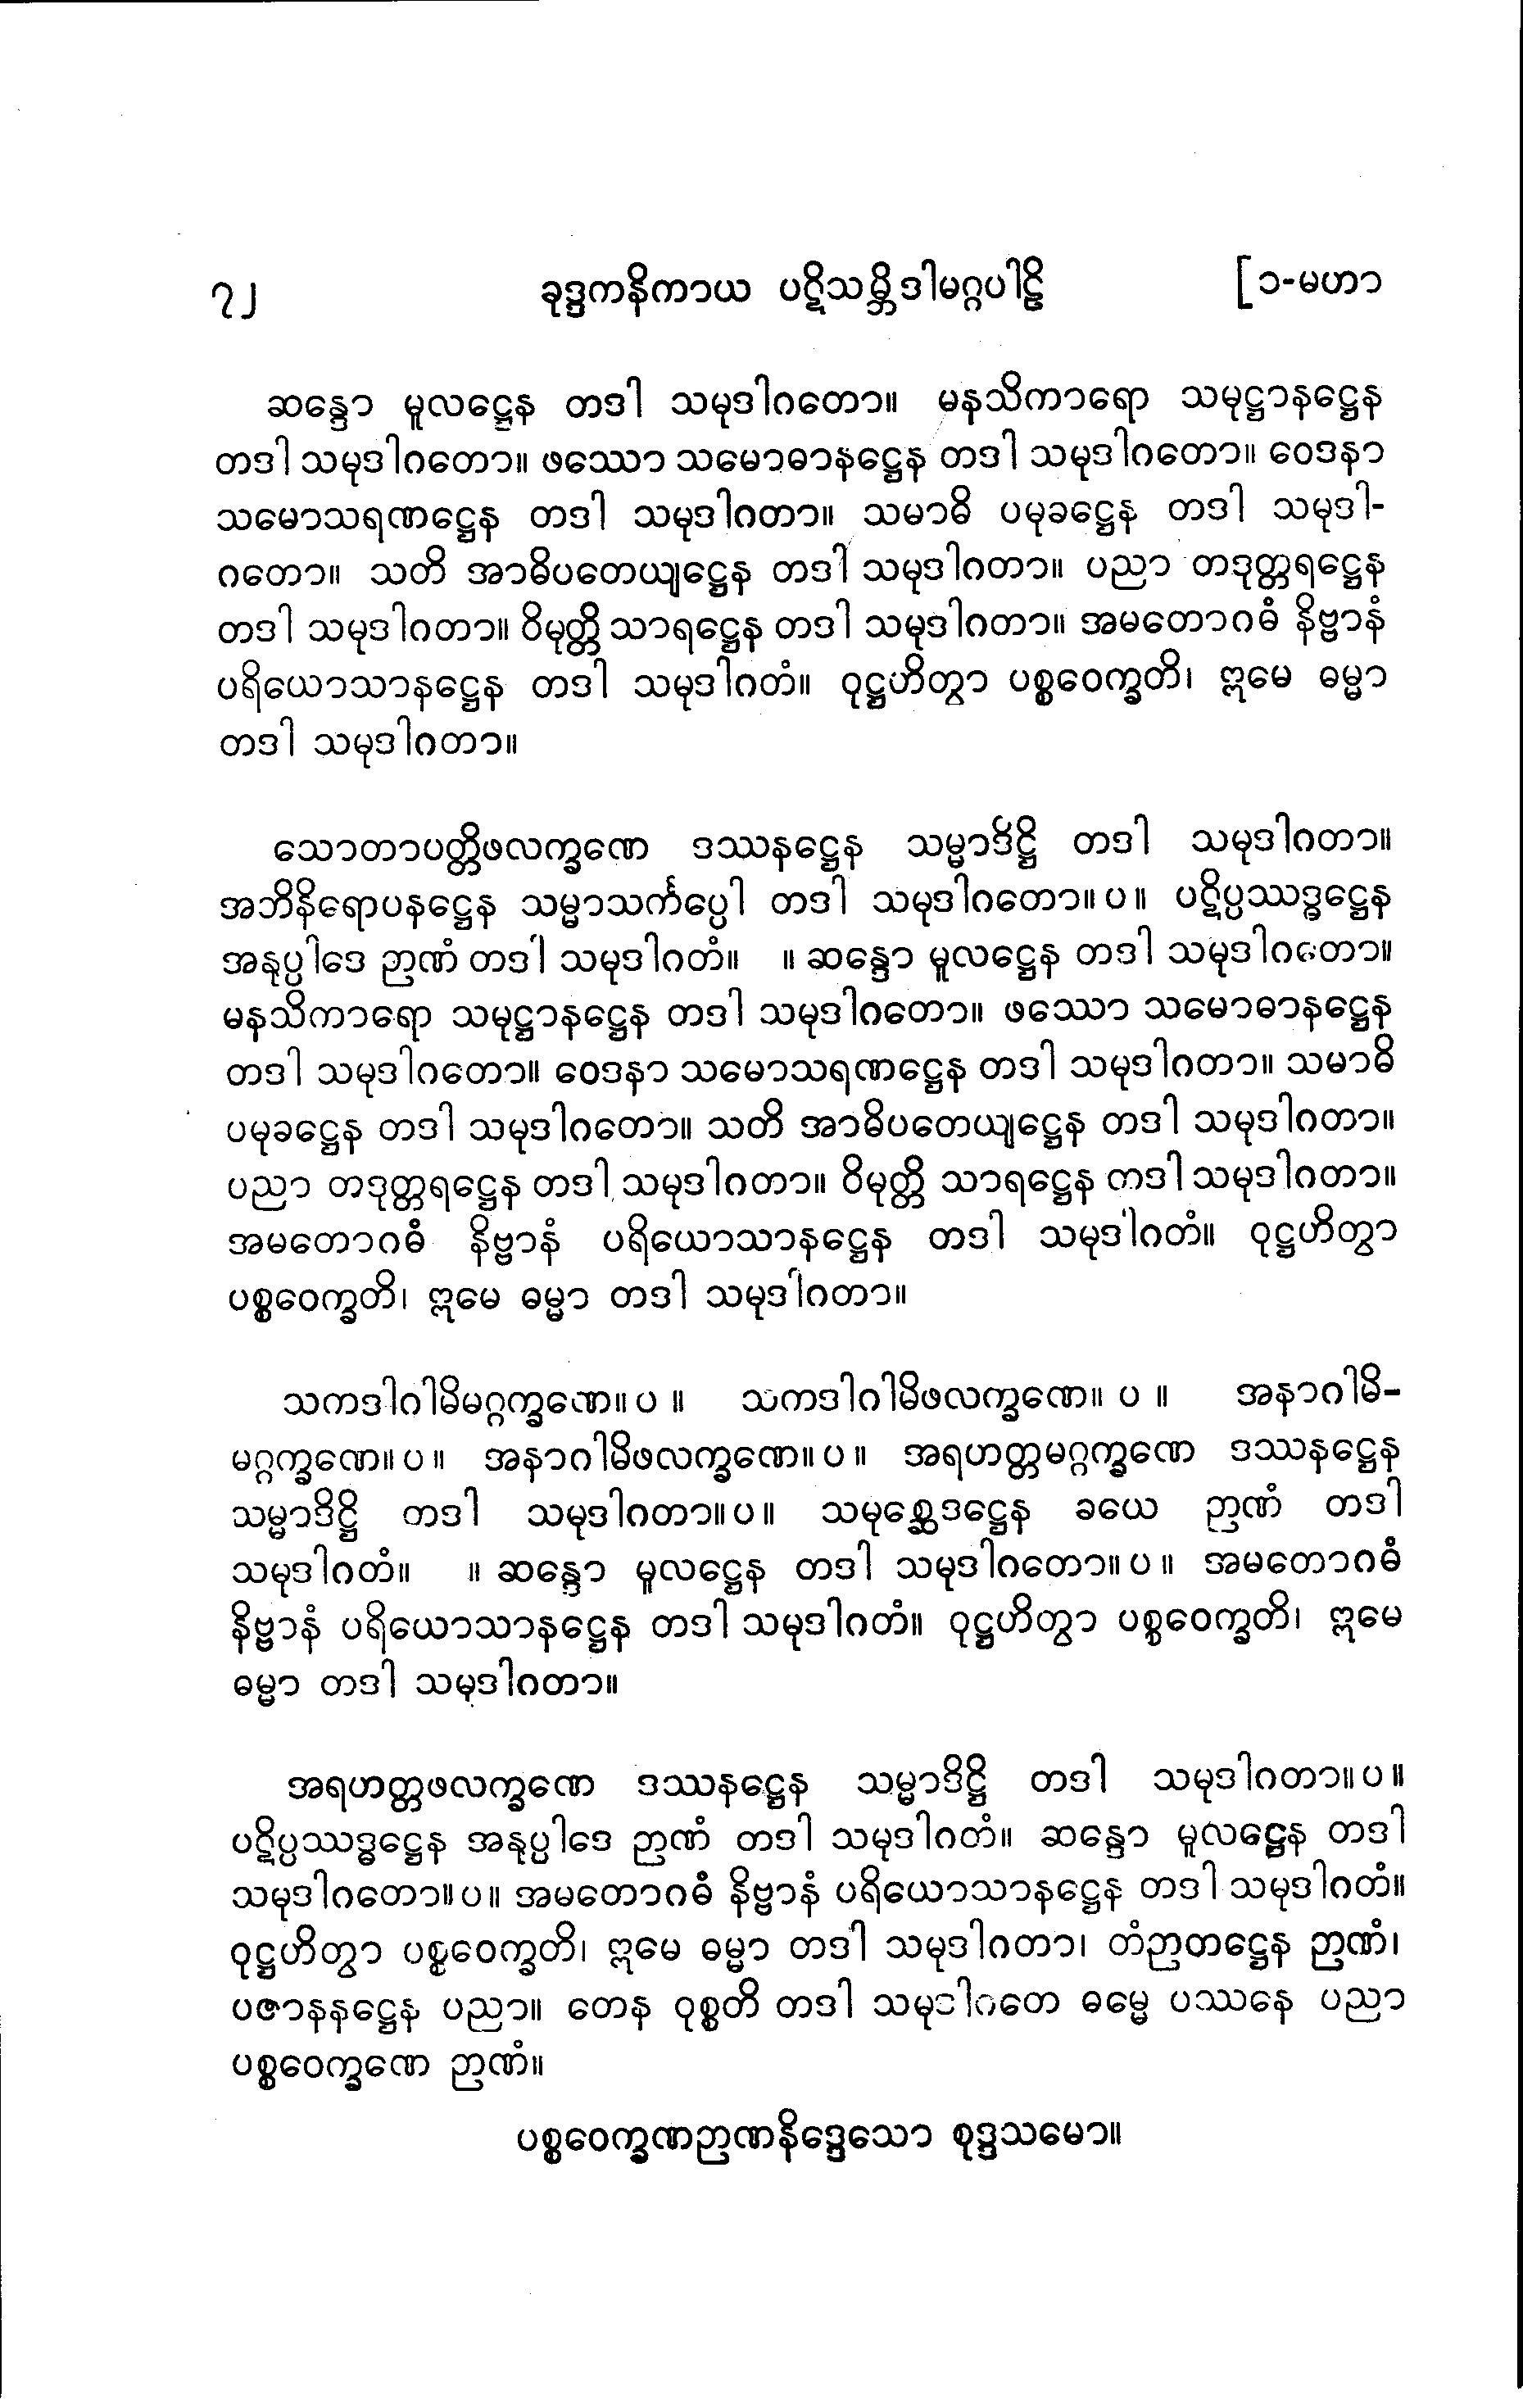 ၇၂ ခုဒ္ဒကနိကာယ ပဋိသမ္ဘိဒါမဂ္ဂပါဠိ [ ၁-မဟာ
ဆန္ဒော မူလဋ္ဌေန တဒါ သမုဒါဂတော။ မနသိကာရော သမုဋ္ဌာနဋ္ဌေန
တဒါ သမုဒါဂတော။ ဖဿော သမောဓာနဋ္ဌေန တဒါ သမုဒါဂတော။ ဝေဒနာ
သမောသရဏဋ္ဌေန တဒါ သမုဒါဂတာ။ သမာဓိ ပမုခဋ္ဌေန တဒါ သမုဒါ-
ဂတော။ သတိ အာဓိပတေယျဋ္ဌေန တဒါ သမုဒါဂတာ။ ပညာ တဒုတ္တရဋ္ဌေန
တဒါ သမုဒါဂတာ။ ဝိမုတ္တိ သာရဋ္ဌေန တဒါ သမုဒါဂတာ။ အမတောဂဓံ နိဗ္ဗာနံ
ပရိယောသာနဋ္ဌေန တဒါ သမုဒါဂတံ။ ဝုဋ္ဌဟိတွာ ပစ္စဝေက္ခတိ၊ ဣမေ ဓမ္မာ
တဒါ သမုဒါဂတာ။
သောတာပတ္တိဖလက္ခဏေ ဒဿနဋ္ဌေန သမ္မာဒိဋ္ဌိ တဒါ သမုဒါဂတာ။
အဘိနိရောပနဋ္ဌေန သမ္မာသင်္ကပ္ပေါ တဒါ သမုဒါဂတော။ ပ။ ပဋိပ္ပဿဒ္ဓဋ္ဌေန
အနုပ္ပါဒေ ဉာဏံ တဒါ သမုဒါဂတံ။ ။ ဆန္ဒော မူလဋ္ဌေန တဒါ သမုဒါဂတော။
မနသိကာရော သမုဋ္ဌာနဋ္ဌေန တဒါ သမုဒါဂတော။ ဖဿော သမောဓာနဋ္ဌေန
တဒါ သမုဒါဂတော။ ဝေဒနာ သမောသရဏဋ္ဌေန တဒါ သမုဒါဂတာ။ သမာဓိ
ပမုခဋ္ဌေန တဒါ သမုဒါဂတော။ သတိ အာဓိပတေယျဋ္ဌေန တဒါ သမုဒါဂတာ။
ပညာ တဒုတ္တရဋ္ဌေန တဒါ သမုဒါဂတာ။ ဝိမုတ္တိ သာရဋ္ဌေန တဒါ သမုဒါဂတာ။
အမတောဂဓံ နိဗ္ဗာနံ ပရိယောသာနဋ္ဌေန တဒါ သမုဒါဂတံ။ ဝုဋ္ဌဟိတွာ
ပစ္စဝေက္ခတိ၊ ဣမေ ဓမ္မာ တဒါ သမုဒါဂတာ။
သကဒါဂါမိမဂ္ဂက္ခဏေ။ ပ ။ သကဒါဂါမိဖလက္ခဏေ။ ပ ။ အနာဂါမိ-
မဂ္ဂက္ခဏေ။ ပ ။ အနာဂါမိဖလက္ခဏေ။ ပ ။ အရဟတ္တမဂ္ဂက္ခဏေ ဒဿနဋ္ဌေန
သမ္မာဒိဋ္ဌိ တဒါ သမုဒါဂတာ။ ပ။ သမုစ္ဆေဒဋ္ဌေန ခယေ ဉာဏံ တဒါ
သမုဒါဂတံ။ ။ ဆန္ဒော မူလဋ္ဌေန တဒါ သမုဒါဂတော။ ပ ။ အမတောဂဓံ
နိဗ္ဗာနံ ပရိယောသာနဋ္ဌေန တဒါ သမုဒါဂတံ။ ဝုဋ္ဌဟိတွာ ပစ္စဝေက္ခတိ၊ ဣမေ
ဓမ္မာ တဒါ သမုဒါဂတာ။
အရဟတ္တဖလက္ခဏေ ဒဿနဋ္ဌေန သမ္မာဒိဋ္ဌိ တဒါ သမုဒါဂတာ။ ပ ။
ပဋိပ္ပဿဒ္ဓဋ္ဌေန အနုပ္ပါဒေ ဉာဏံ တဒါ သမုဒါဂတံ။ ဆန္ဒော မူလဋ္ဌေန တဒါ
သမုဒါဂတော။ ပ။ အမတောဂဓံ နိဗ္ဗာနံ ပရိယောသာနဋ္ဌေန တဒါ သမုဒါဂတံ။
ဝုဋ္ဌဟိတွာ ပစ္စဝေက္ခတိ၊ ဣမေ ဓမ္မာ တဒါ သမုဒါဂတာ၊ တံဉာတဋ္ဌေန ဉာဏံ၊
ပဇာနနဋ္ဌေန ပညာ။ တေန ဝုစ္စတိ တဒါ သမုဒါဂတေ ဓမ္မေ ပဿနေ ပညာ
ပစ္စဝေက္ခဏေ ဉာဏံ။
ပစ္စဝေက္ခဏဉာဏနိဒ္ဒေသော စုဒ္ဒသမော။